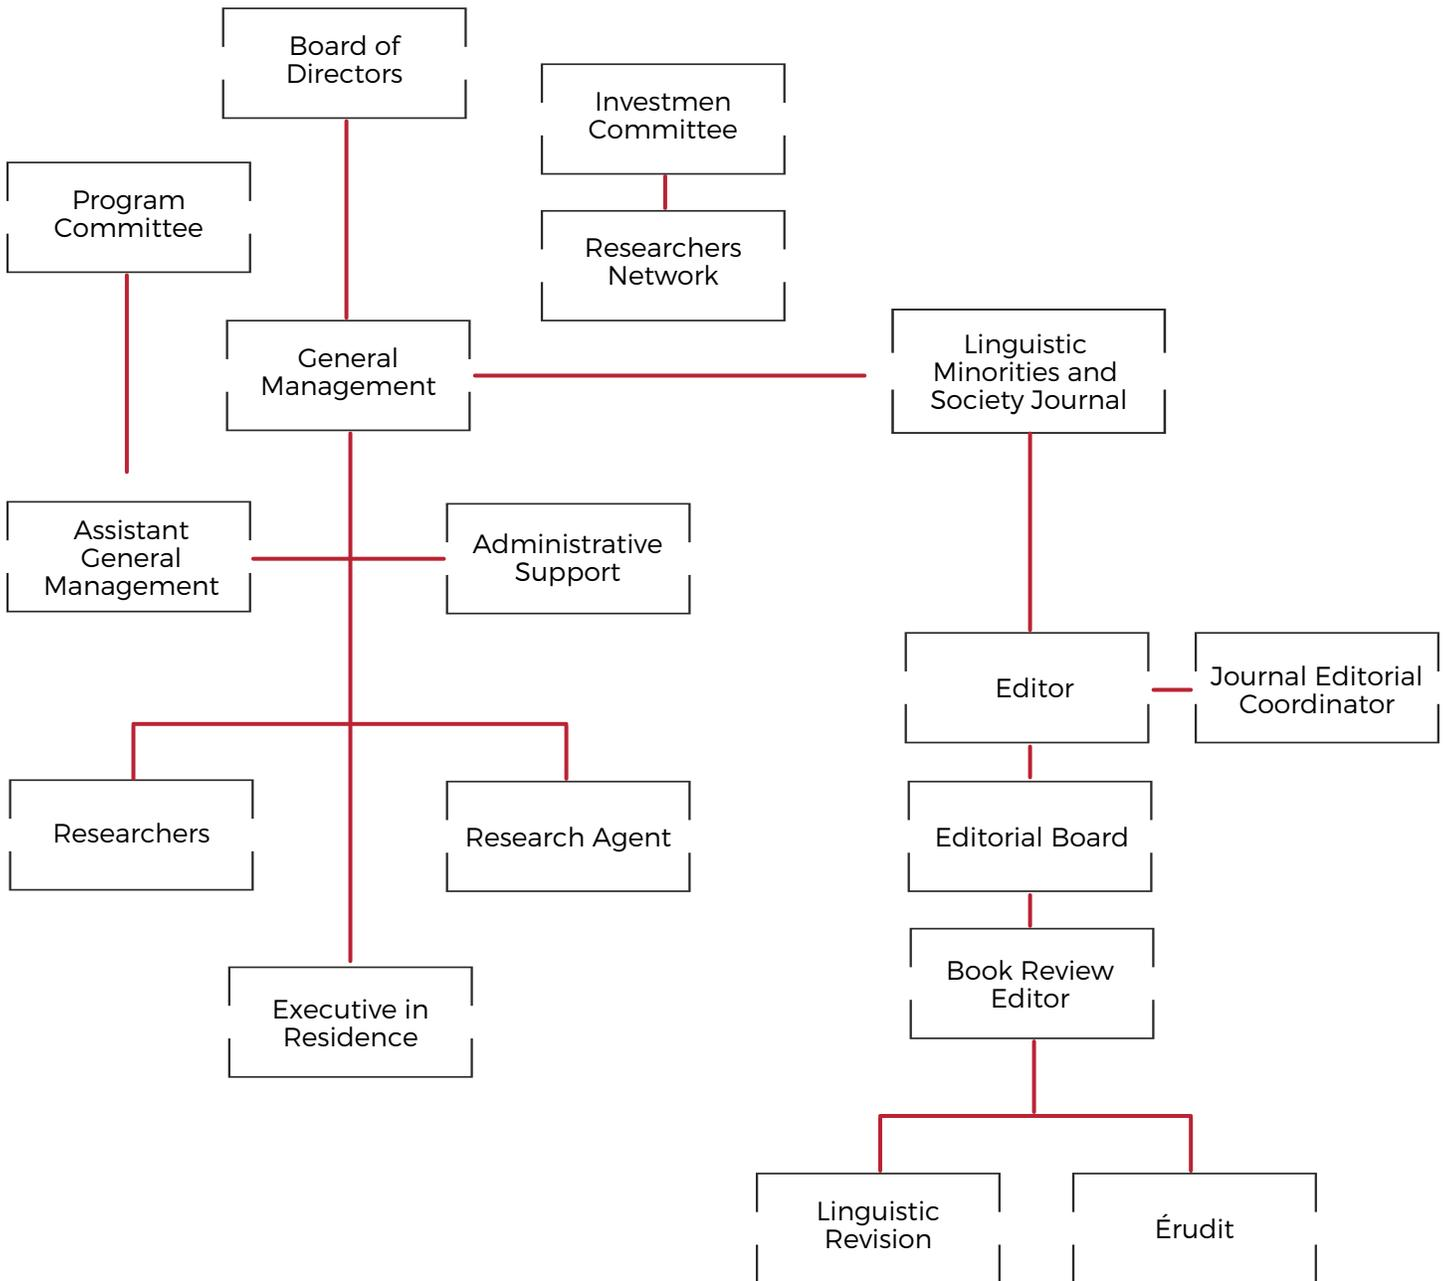 Board of
Directors
Investmen
Committee
Program
Committee
Researchers
Network
General
Management
Linguistic
Minorities and
Society Journal
Assistant
General
Management
Administrative
Support
Editor
Journal Editorial
Coordinator
Researchers
Research Agent
Editorial Board
Book Review
Editor
Executive in
Residence
Linguistic
Revision
Érudit